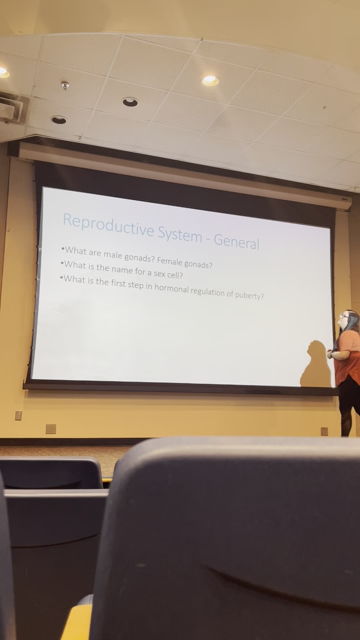 Reproductive System - General
•What are male gonads? Female gonads?
•What is the name for a sex cell?
•What is the first step in hormonal regulation of puberty?